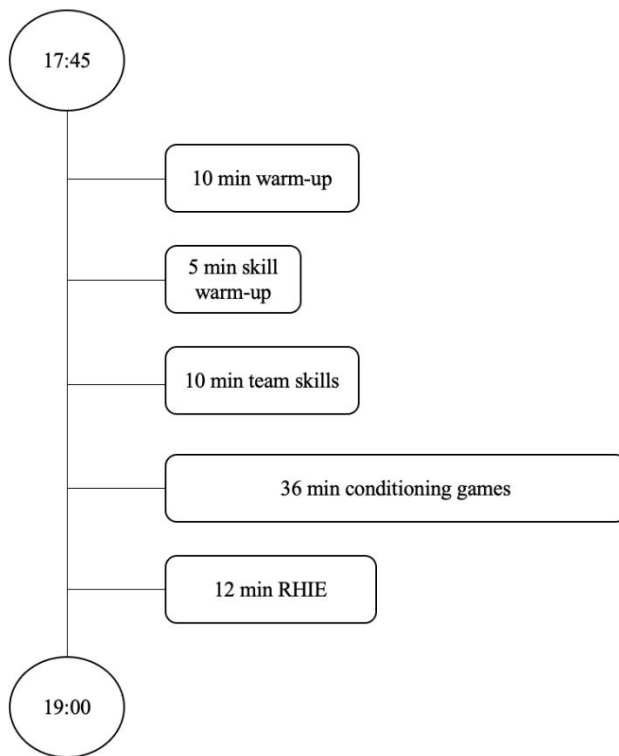 17:45
10 min warm-up
5 min skill
warm-up
10 min team skills
36 min conditioning games
12 min RHIE
19:00